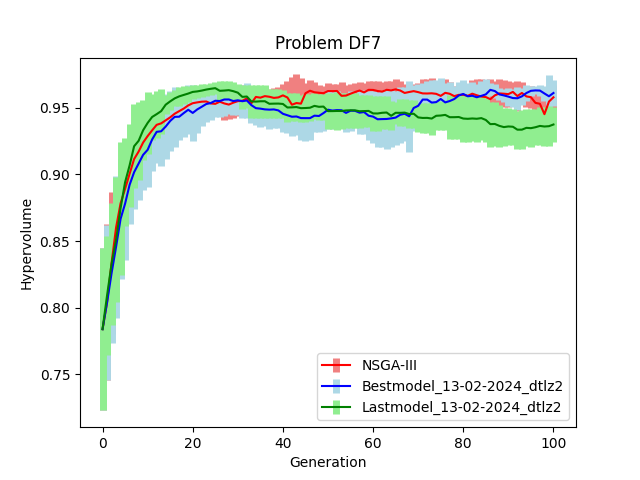 Problem DF7
0.95
0.90
0.85
0.80
0.75
Hypervolume
0
20
40
60
80
100
Generation
NSGA-III
Bestmodel_13-02-2024_dtlz2
Lastmodel_13-02-2024_dtlz2